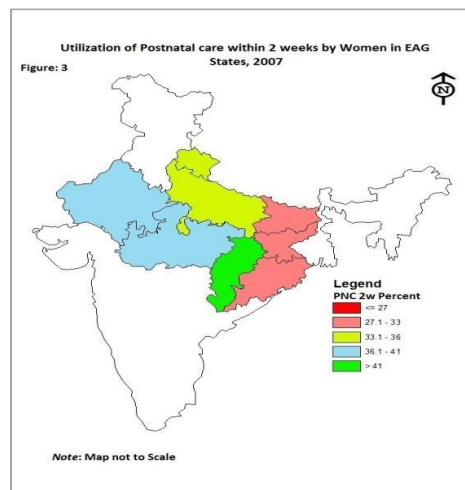 Utilization of Postnatal care within 2 weeks by Women in EAG
States, 2007
Figure: 3
N
Legend
PNC 2w Percent
<= 27
27.1 - 33
33.1 - 36
36.1 - 41
> 41
Note: Map not to Scale